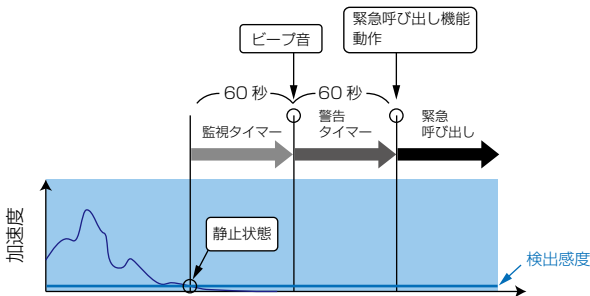 ビープ音
緊急呼び出し機能
動作
60 秒
60 秒
監視タイマー
警告
タイマー
緊急
呼び出し
加速度
静止状態
検出感度